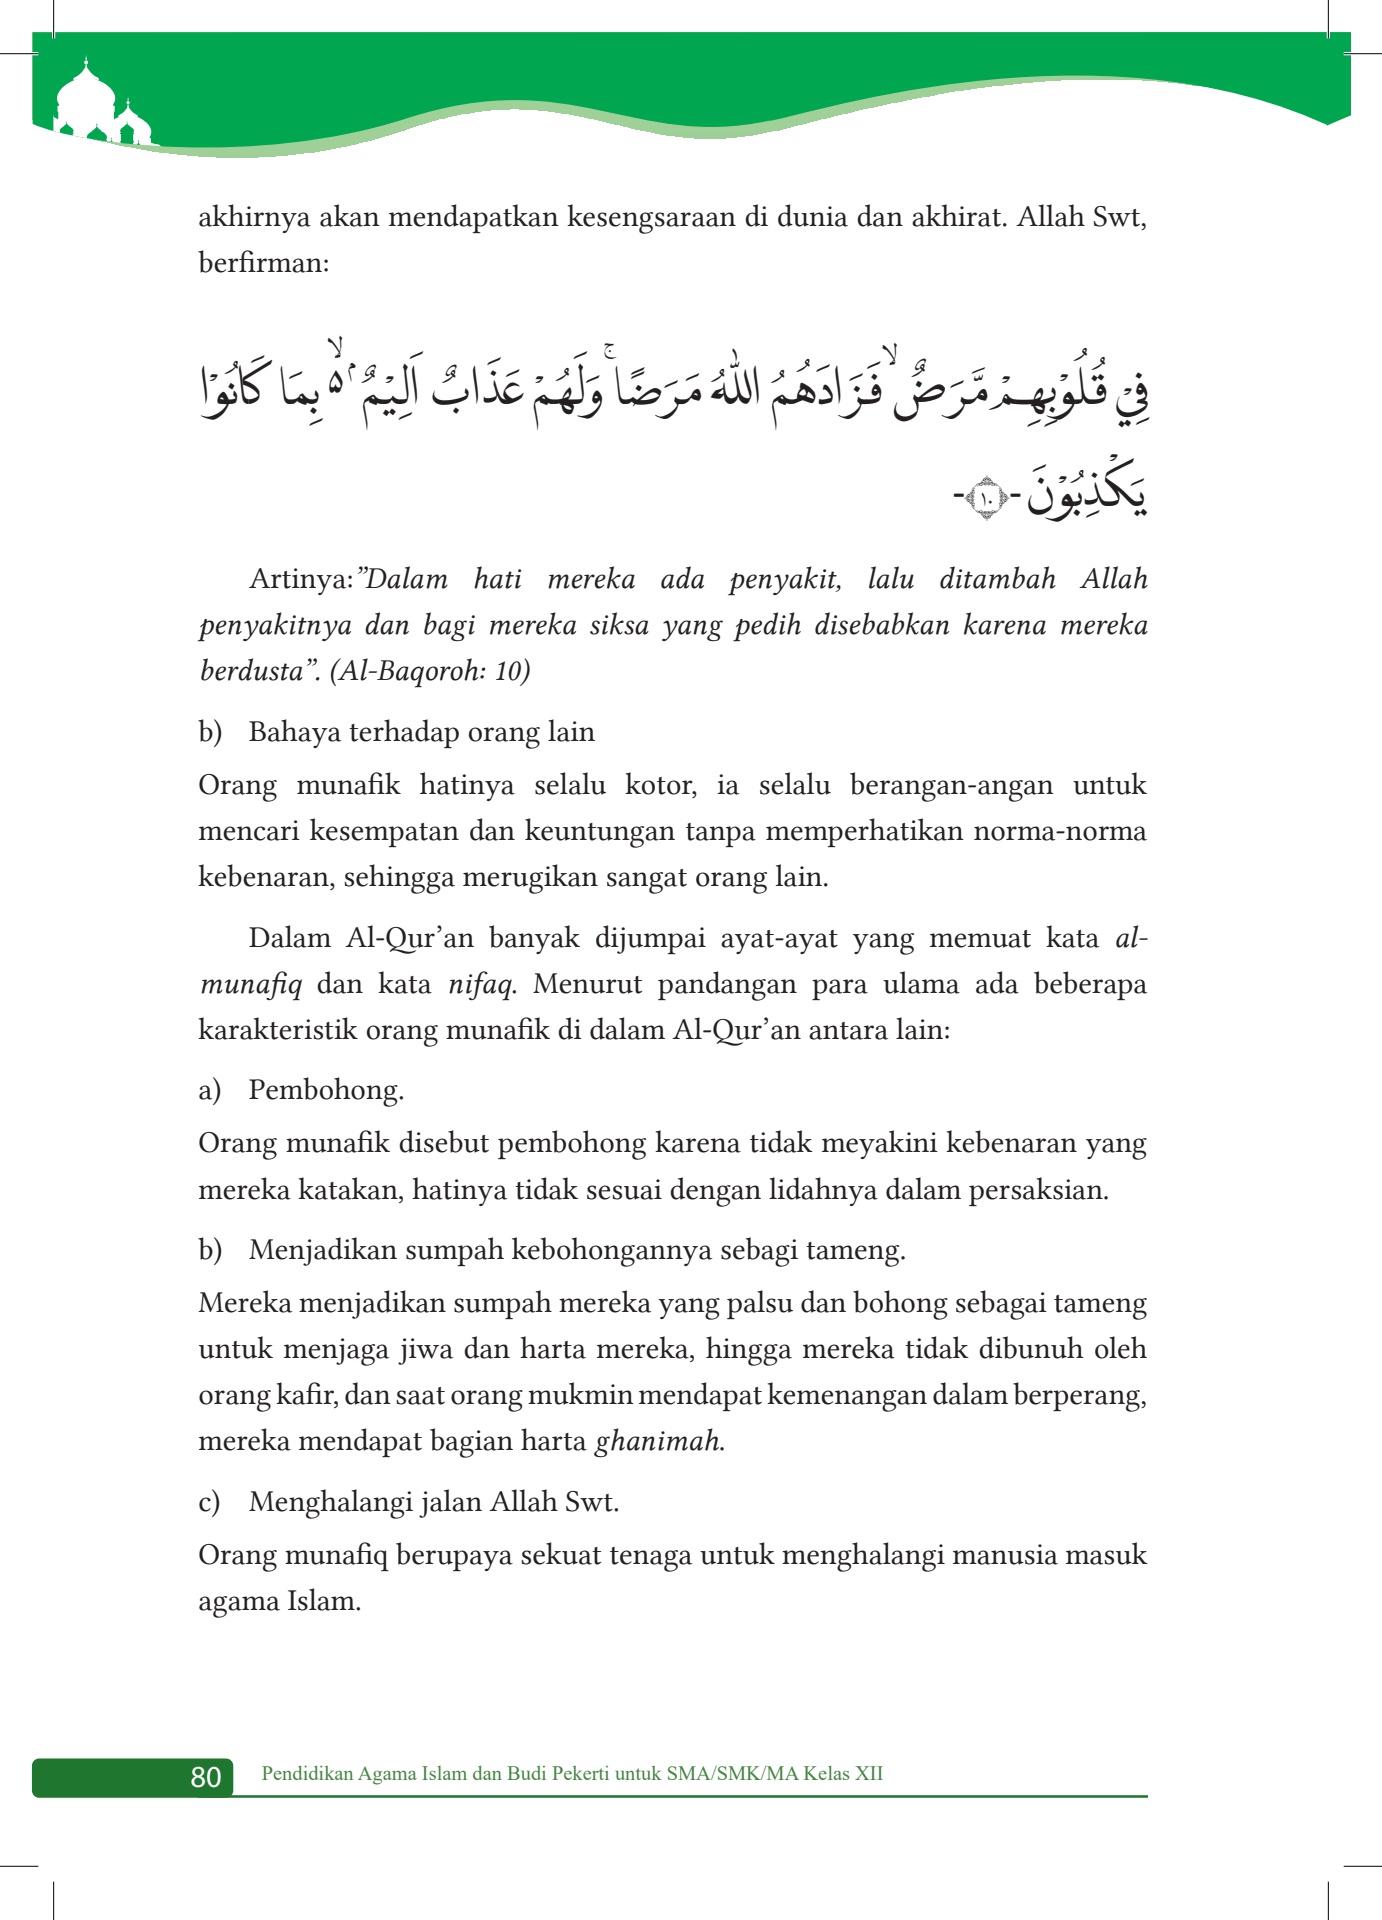 akhirnya akan mendapatkan kesengsaraan di dunia dan akhirat. Allah Swt,
berfirman:
فِيْ قُلُوْبِهِمْ مَّرَضٌ ۙ فَزَادَهُمُ اللّٰهُ مَرَضًا ۚ وَلَهُمْ عَذَابٌ اَلِيْمٌ ۢ ۙ ە بِمَا كَانُوْا
يَكْذِبُوْنَ -١٠-
Artinya:”Dalam hati mereka ada penyakit, lalu ditambah Allah
penyakitnya dan bagi mereka siksa yang pedih disebabkan karena mereka
berdusta”. (Al-Baqoroh: 10)
b) Bahaya terhadap orang lain
Orang munafik hatinya selalu kotor, ia selalu berangan-angan untuk
mencari kesempatan dan keuntungan tanpa memperhatikan norma-norma
kebenaran, sehingga merugikan sangat orang lain.
Dalam Al-Qur’an banyak dijumpai ayat-ayat yang memuat kata al-
munafiq dan kata nifaq. Menurut pandangan para ulama ada beberapa
karakteristik orang munafik di dalam Al-Qur’an antara lain:
a) Pembohong.
Orang munafik disebut pembohong karena tidak meyakini kebenaran yang
mereka katakan, hatinya tidak sesuai dengan lidahnya dalam persaksian.
b) Menjadikan sumpah kebohongannya sebagi tameng.
Mereka menjadikan sumpah mereka yang palsu dan bohong sebagai tameng
untuk menjaga jiwa dan harta mereka, hingga mereka tidak dibunuh oleh
orang kafir, dan saat orang mukmin mendapat kemenangan dalam berperang,
mereka mendapat bagian harta ghanimah.
c) Menghalangi jalan Allah Swt.
Orang munafiq berupaya sekuat tenaga untuk menghalangi manusia masuk
agama Islam.
80 Pendidikan Agama Islam dan Budi Pekerti untuk SMA/SMK/MA Kelas XII